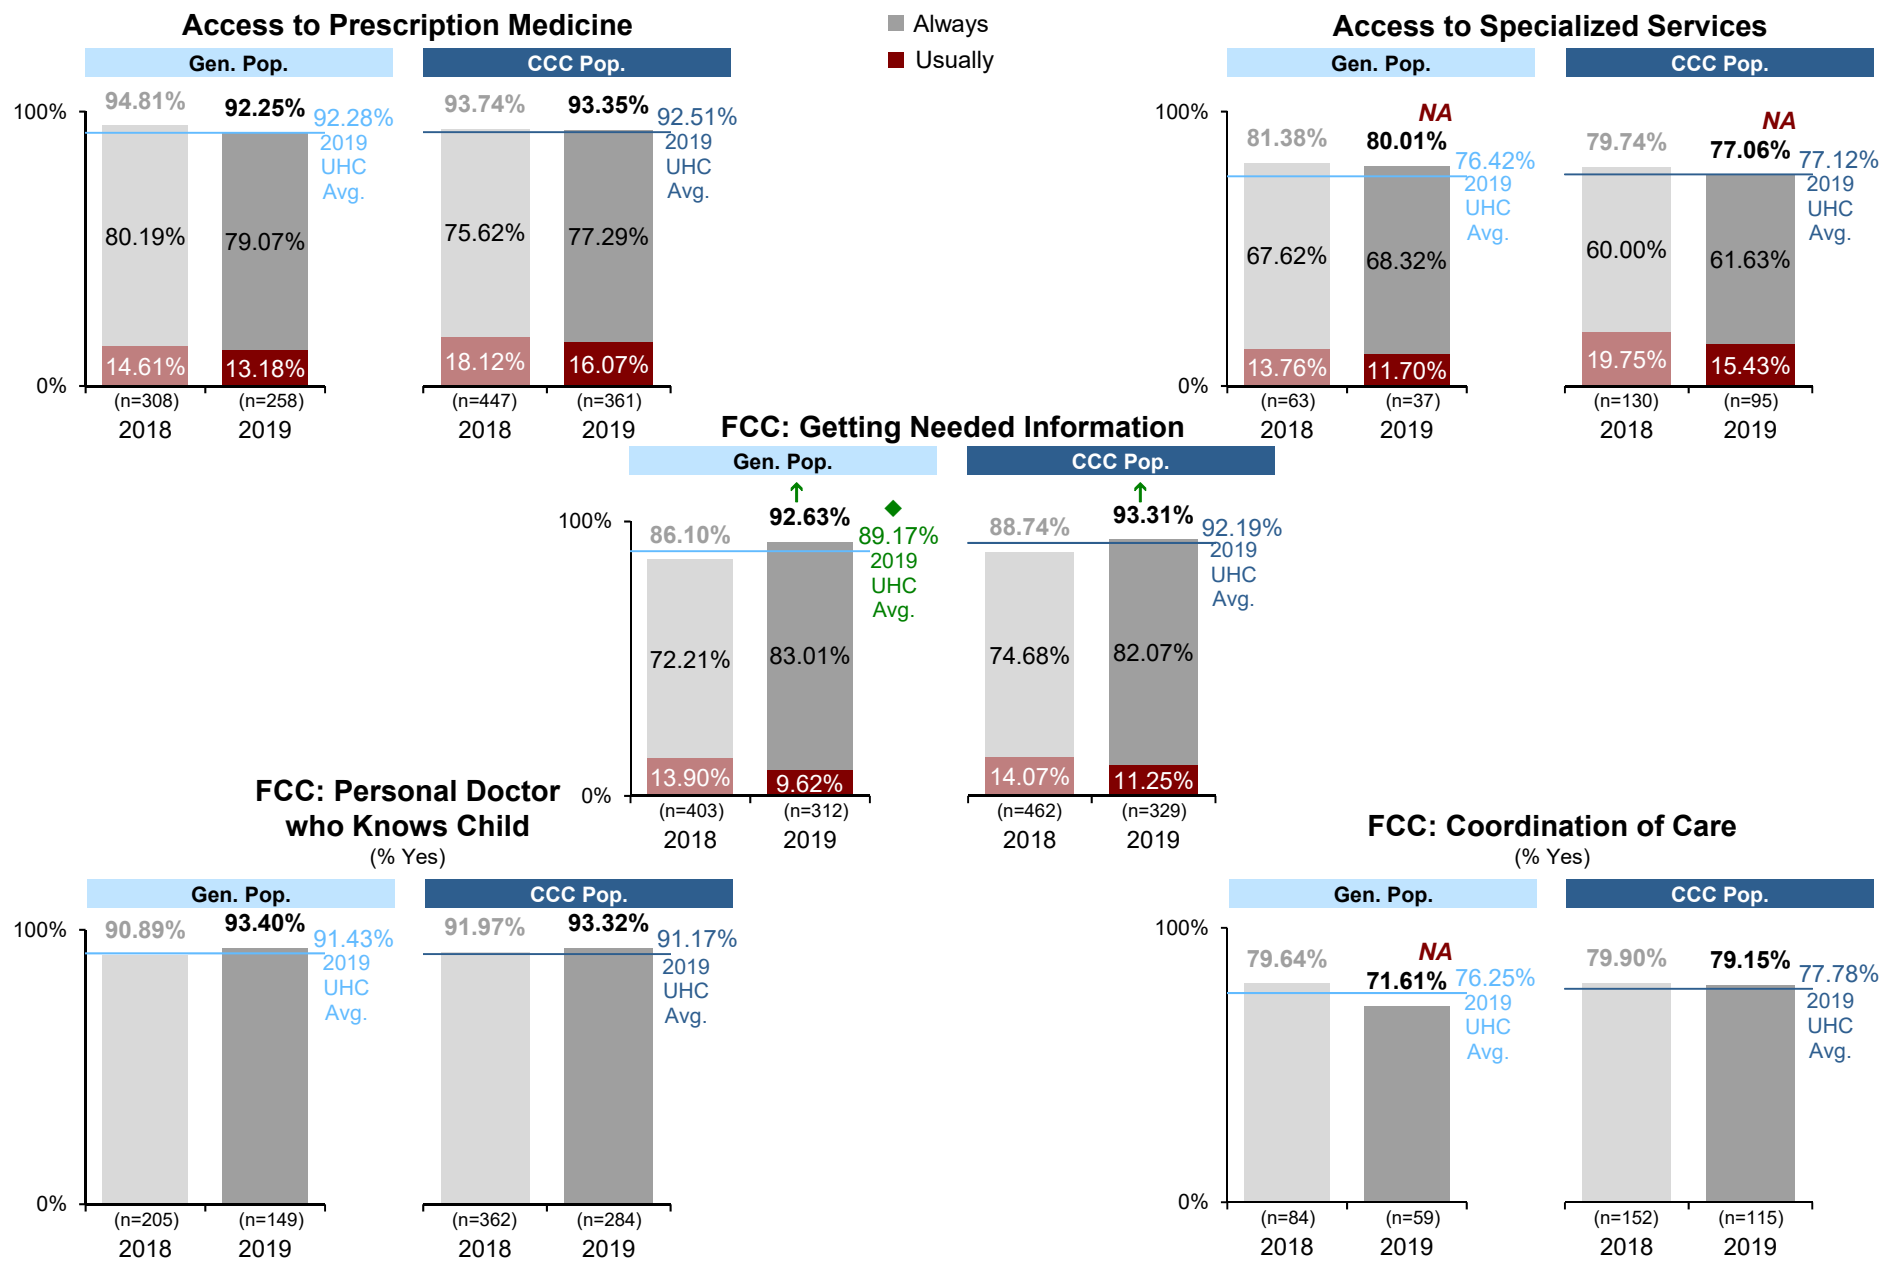 Access to Prescription Medicine
Gen. Pop.
CCC Pop.
94.81%
92.25%
92.28%
2019
UHC
Avg.
93.74%
93.35%
92.51%
2019
UHC
Avg.
100%
80.19%
79.07%
75.62%
77.29%
14.61%
13.18%
18.12%
16.07%
0%
(n=308)
(n=258)
(n=447)
(n=361)
2018
2019
2018
2019
Always
Usually
Access to Specialized Services
Gen. Pop.
CCC Pop.
NA
NA
81.38%
80.01%
76.42%
2019
UHC
Avg.
79.74%
77.06%
77.12%
2019
UHC
Avg.
100%
67.62%
68.32%
60.00%
61.63%
13.76%
11.70%
19.75%
15.43%
0%
(n=63)
(n=37)
(n=130)
(n=95)
2018
2019
2018
2019
FCC: Getting Needed Information
Gen. Pop.
CCC Pop.
↑
◆
↑
100%
86.10%
92.63%
89.17%
2019
UHC
Avg.
88.74%
93.31%
92.19%
2019
UHC
Avg.
72.21%
83.01%
74.68%
82.07%
13.90%
9.62%
14.07%
11.25%
0%
(n=403)
(n=312)
(n=462)
(n=329)
2018
2019
2018
2019
FCC: Personal Doctor
who Knows Child
(% Yes)
Gen. Pop.
CCC Pop.
100%
90.89%
93.40%
91.43%
2019
UHC
Avg.
91.97%
93.32%
91.17%
2019
UHC
Avg.
0%
(n=205)
(n=149)
(n=362)
(n=284)
2018
2019
2018
2019
FCC: Coordination of Care
(% Yes)
Gen. Pop.
CCC Pop.
100%
NA
79.64%
71.61%
76.25%
2019
UHC
Avg.
79.90%
79.15%
77.78%
2019
UHC
Avg.
0%
(n=84)
(n=59)
(n=152)
(n=115)
2018
2019
2018
2019